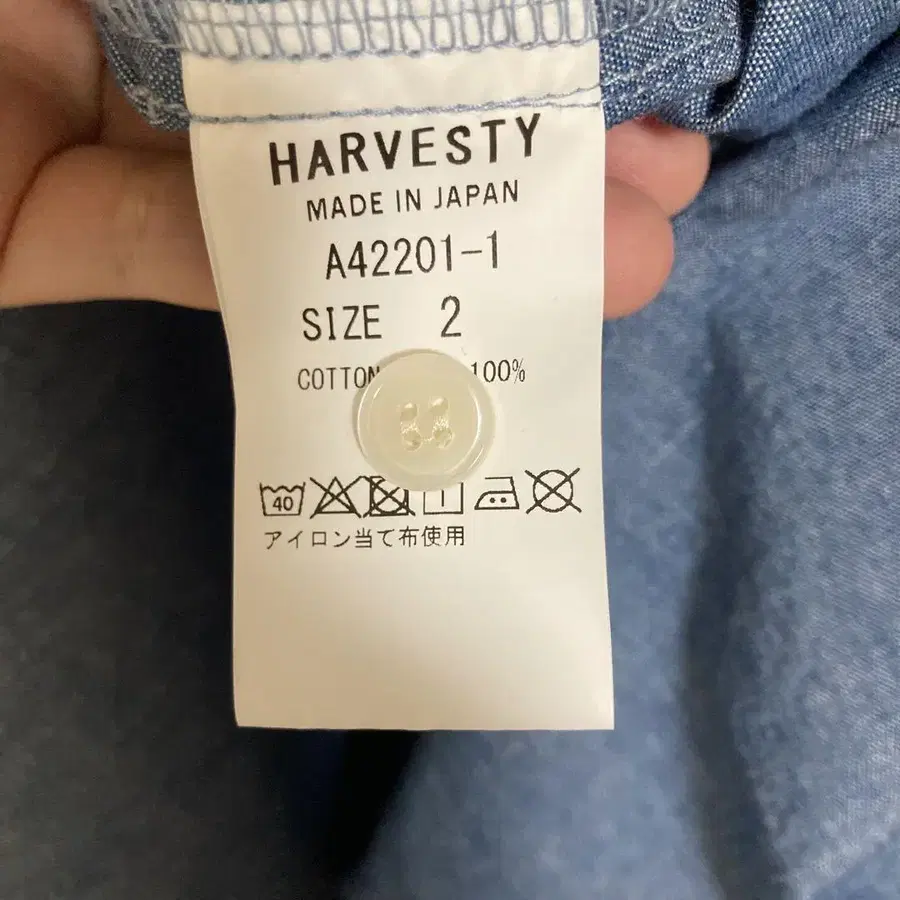 HARVESTY
MADE IN JAPAN
A42201-1
SIZE 2
COTTON 100%
40
アイロン当て布使用